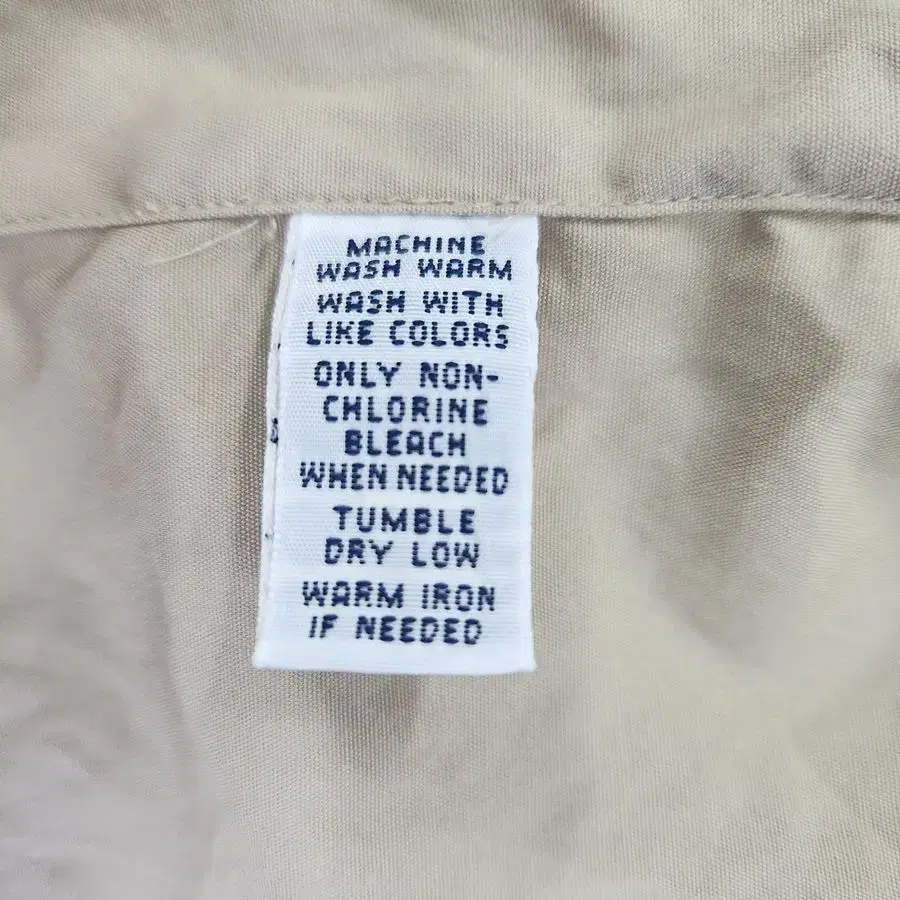 MACHINE
WASH WARM
WASH WITH
LIKE COLORS
ONLY NON-
CHLORINE
BLEACH
WHEN NEEDED
TUMBLE
DRY LOW
WARM IRON
IF NEEDED